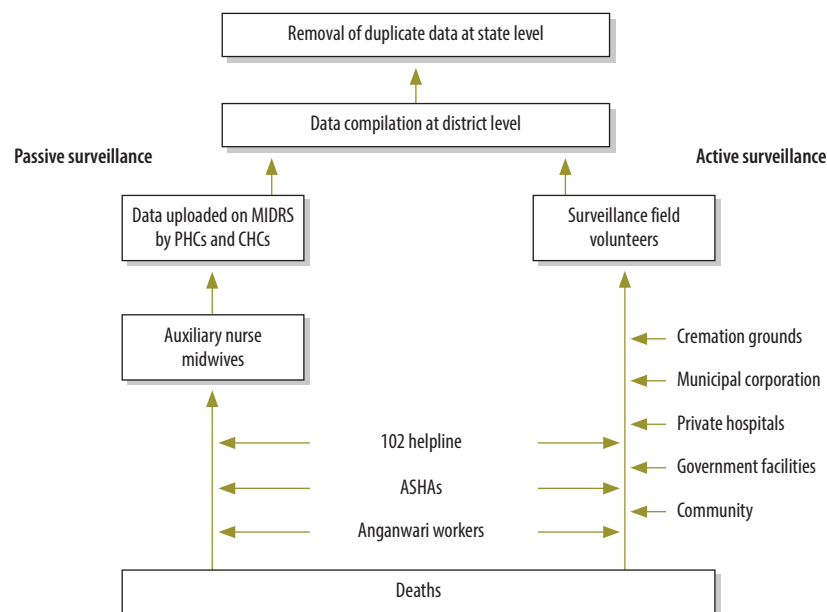 Removal of duplicate data at state level
Data compilation at district level
Passive surveillance
Active surveillance
Data uploaded on MIDRS
by PHCs and CHCs
Surveillance field
volunteers
Auxiliary nurse
midwives
Cremation grounds
Municipal corporation
Private hospitals
102 helpline
Government facilities
ASHAs
Community
Anganwari workers
Deaths